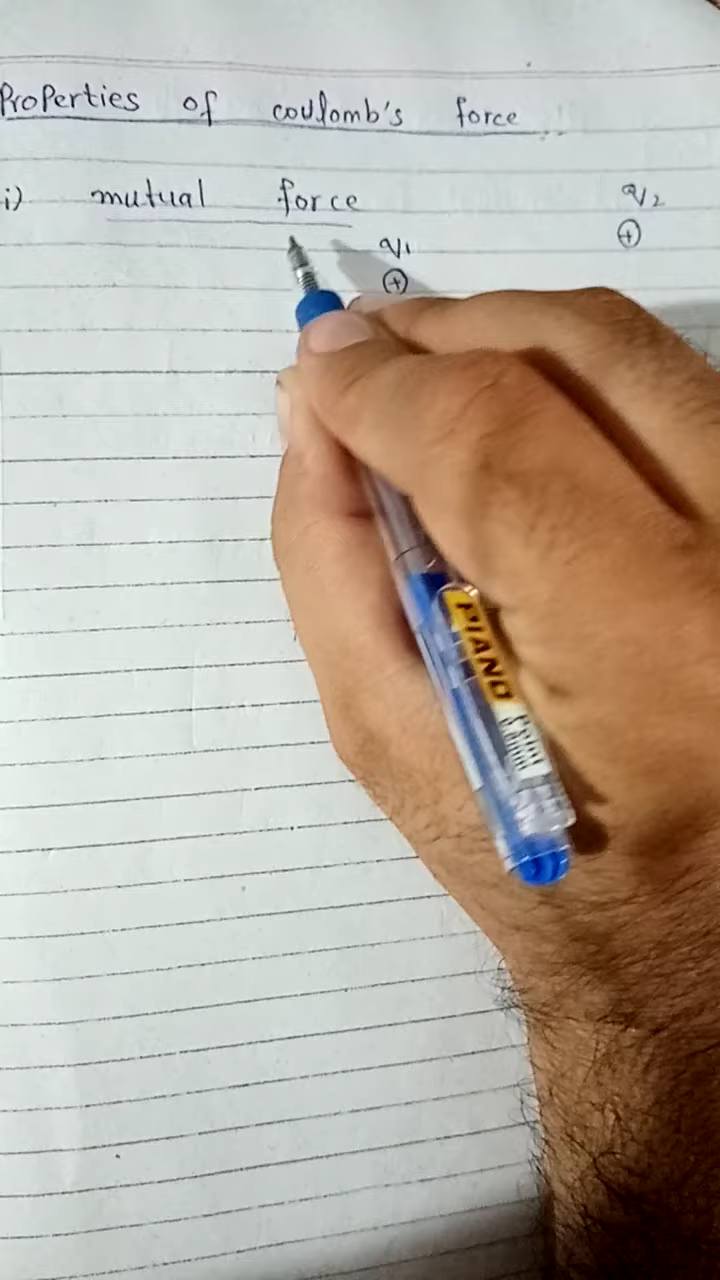 Properties of coulomb's force
i) mutual force
q2
+
q1
+
PIANO